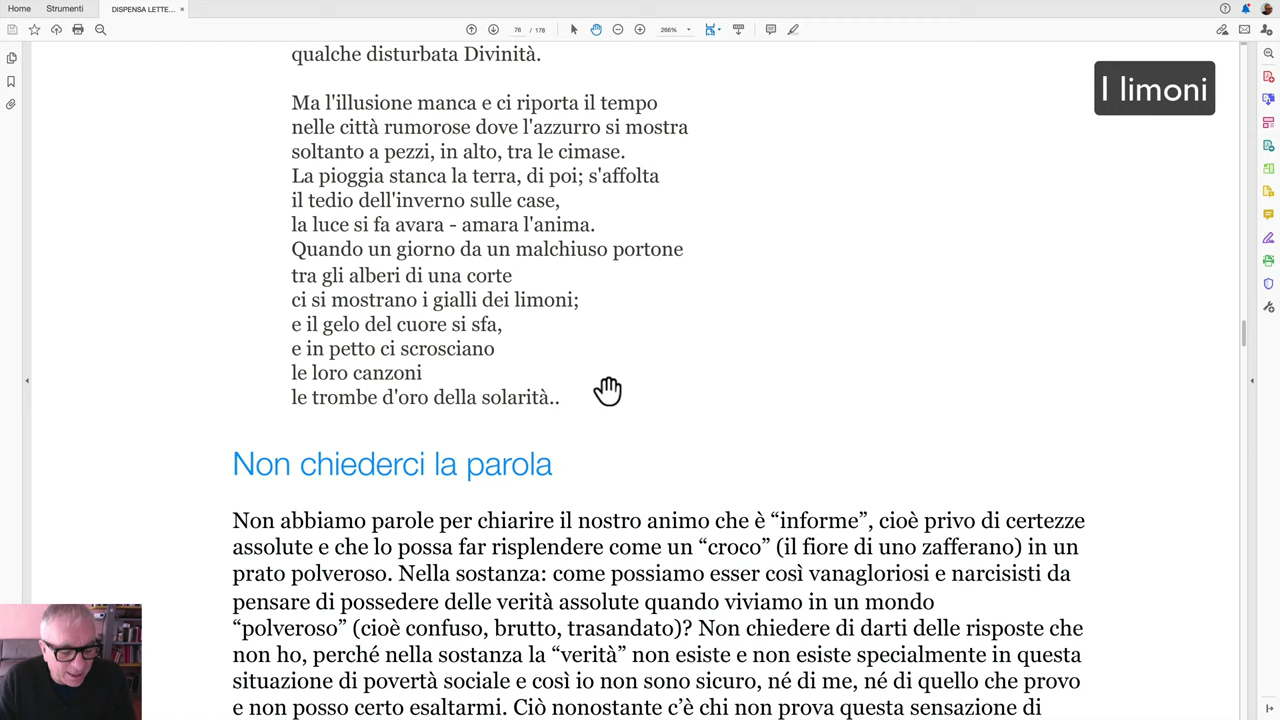 Home Strumenti DISPENSA LETTE... ×
76 / 178 266%
qualche disturbata Divinità.
I limoni
Ma l'illusione manca e ci riporta il tempo
nelle città rumorose dove l'azzurro si mostra
soltanto a pezzi, in alto, tra le cimase.
La pioggia stanca la terra, di poi; s'affolta
il tedio dell'inverno sulle case,
la luce si fa avara - amara l'anima.
Quando un giorno da un malchiuso portone
tra gli alberi di una corte
ci si mostrano i gialli dei limoni;
e il gelo del cuore si sfa,
e in petto ci scrosciano
le loro canzoni
le trombe d'oro della solarità..
Non chiederci la parola
Non abbiamo parole per chiarire il nostro animo che è “informe”, cioè privo di certezze
assolute e che lo possa far risplendere come un “croco” (il fiore di uno zafferano) in un
prato polveroso. Nella sostanza: come possiamo esser così vanagloriosi e narcisisti da
pensare di possedere delle verità assolute quando viviamo in un mondo
“polveroso” (cioè confuso, brutto, trasandato)? Non chiedere di darti delle risposte che
non ho, perché nella sostanza la “verità” non esiste e non esiste specialmente in questa
situazione di povertà sociale e così io non sono sicuro, né di me, né di quello che provo
e non posso certo esaltarmi. Ciò nonostante c’è chi non prova questa sensazione di